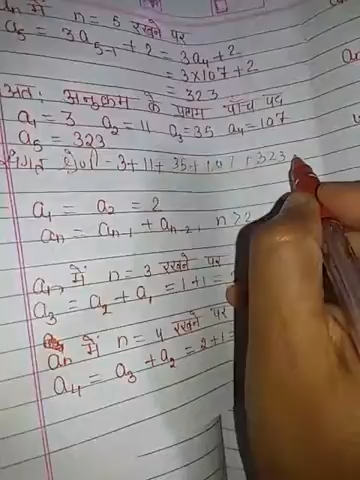 an में n = 5 रखने पर
a5 = 3a5-1 + 2 = 3a4 + 2
= 3×107 + 2
= 323
अतः अनुक्रम के प्रथम पाँच पद
a1 = 3 a2 = 11 a3 = 35 a4 = 107
a5 = 323
श्रेणी - 3 + 11 + 35 + 107 + 323
a1 = a2 = 2
an = an-1 + an-2, n > 2
an में n = 3 रखने पर
a3 = a2 + a1 = 1 + 1 =
an में n = 4 रखने पर
a4 = a3 + a2 = 2 + 1 =